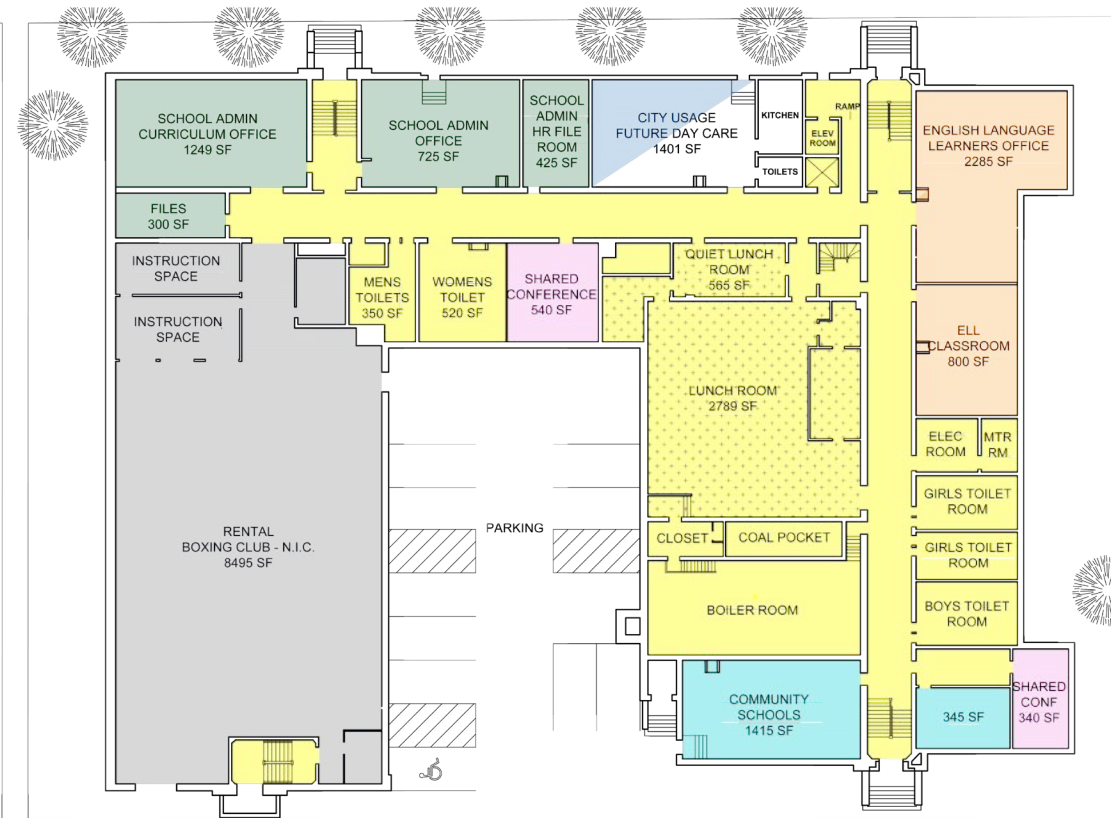 SCHOOL ADMIN
CURRICULUM OFFICE
1249 SF
SCHOOL ADMIN
OFFICE
725 SF
SCHOOL
ADMIN
HR FILE
ROOM
425 SF
CITY USAGE
FUTURE DAY CARE
1401 SF
KITCHEN
TOILETS
RAMP
ELEV
ROOM
ENGLISH LANGUAGE
LEARNERS OFFICE
2285 SF
FILES
300 SF
INSTRUCTION
SPACE
INSTRUCTION
SPACE
MENS
TOILETS
350 SF
WOMENS
TOILET
520 SF
SHARED
CONFERENCE
540 SF
QUIET LUNCH
ROOM
565 SF
LUNCH ROOM
2789 SF
ELL
CLASSROOM
800 SF
ELEC
ROOM
MTR
RM
GIRLS TOILET
ROOM
GIRLS TOILET
ROOM
BOYS TOILET
ROOM
RENTAL
BOXING CLUB - N.I.C.
8495 SF
PARKING
CLOSET
COAL POCKET
BOILER ROOM
COMMUNITY
SCHOOLS
1415 SF
345 SF
SHARED
CONF
340 SF